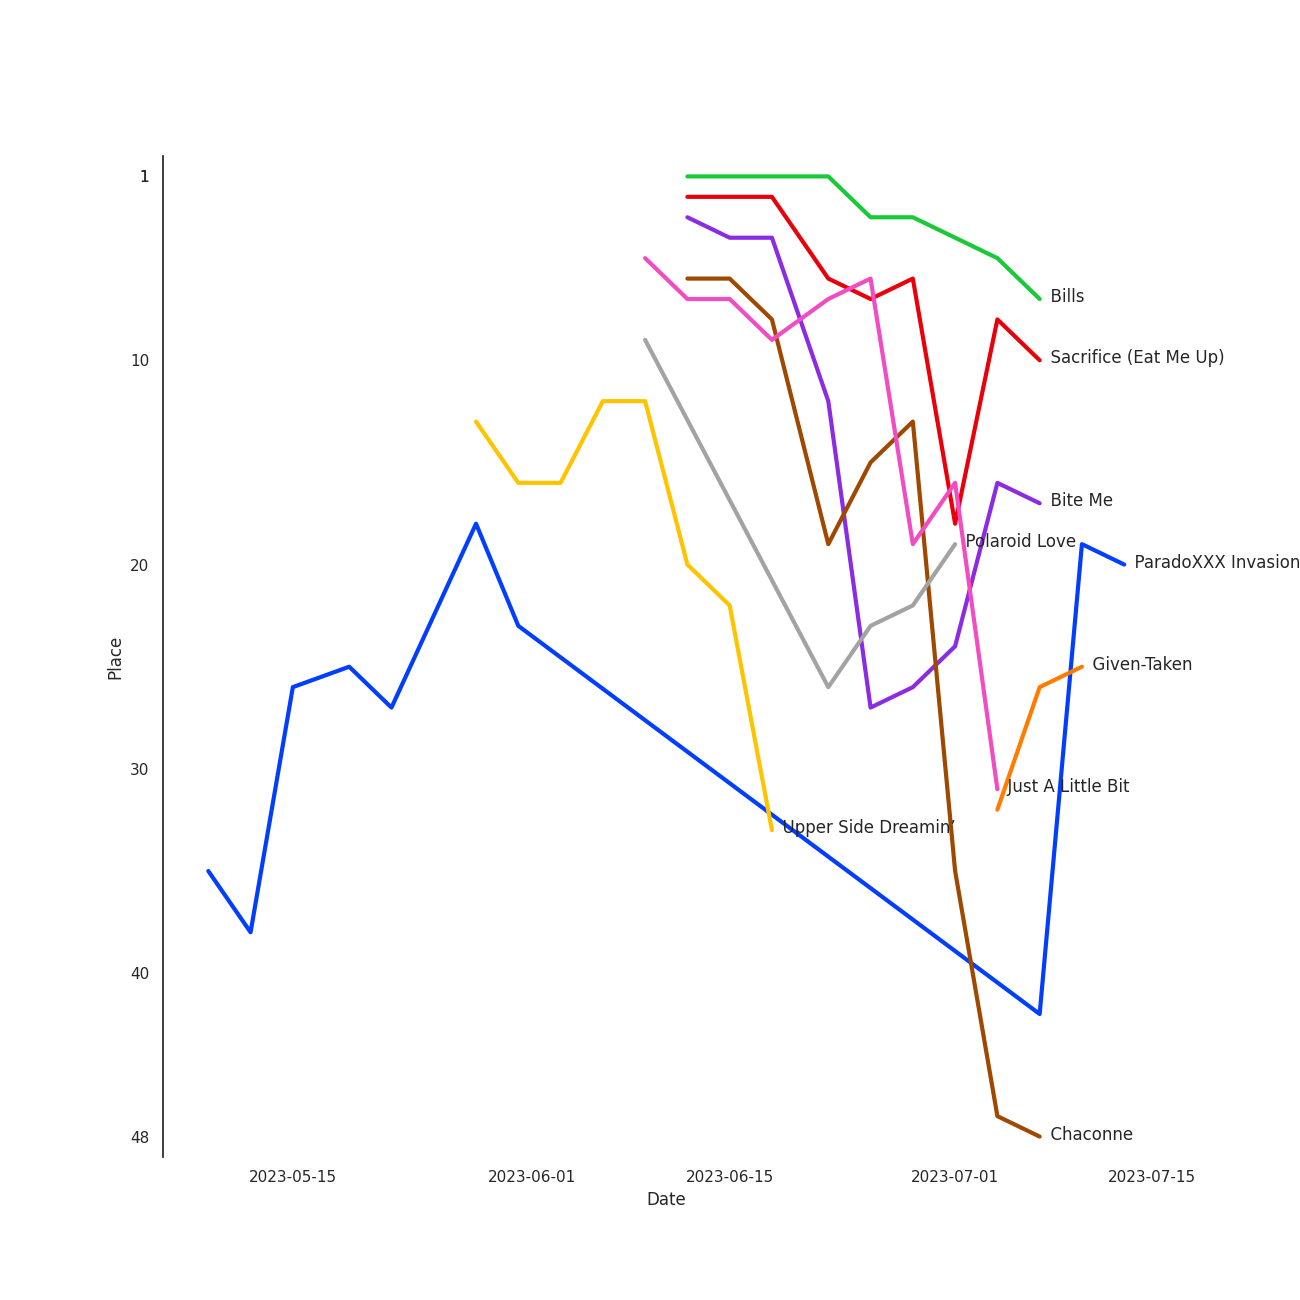 1
10
20
30
40
48
Place
Bills
Sacrifice (Eat Me Up)
Bite Me
Polaroid Love
ParadoXXX Invasion
Given-Taken
Just A Little Bit
Upper Side Dreamin'
Chaconne
2023-05-15
2023-06-01
2023-06-15
2023-07-01
2023-07-15
Date